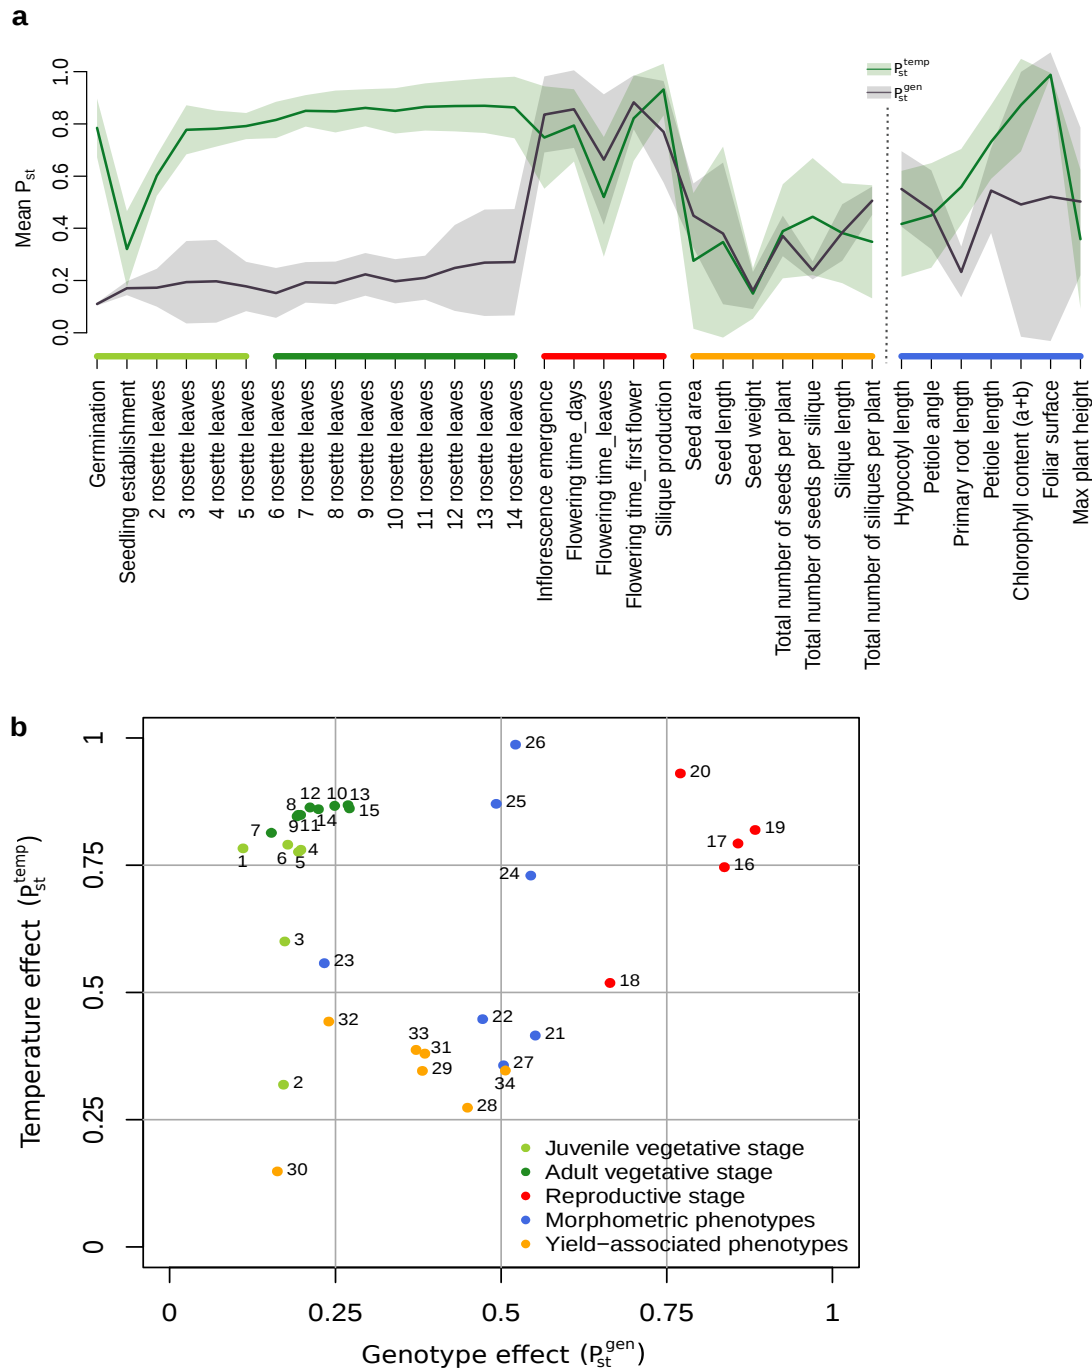 a
Mean Pst
0.0
0.2
0.4
0.6
0.8
1.0
Psttemp
Pstgen
Germination
Seedling establishment
2 rosette leaves
3 rosette leaves
4 rosette leaves
5 rosette leaves
6 rosette leaves
7 rosette leaves
8 rosette leaves
9 rosette leaves
10 rosette leaves
11 rosette leaves
12 rosette leaves
13 rosette leaves
14 rosette leaves
Inflorescence emergence
Flowering time_days
Flowering time_leaves
Flowering time_first flower
Silique production
Seed area
Seed length
Seed weight
Total number of seeds per plant
Total number of seeds per silique
Silique length
Total number of siliques per plant
Hypocotyl length
Petiole angle
Primary root length
Petiole length
Chlorophyll content (a+b)
Foliar surface
Max plant height
b
Temperature effect (Psttemp)
1
0.75
0.5
0.25
0
26
20
12 10 13
8
25
15
14
9 11
7
19
17
16
1
6
5
4
24
3
23
18
32
22
21
33
31
29
27
34
2
28
30
Juvenile vegetative stage
Adult vegetative stage
Reproductive stage
Morphometric phenotypes
Yield−associated phenotypes
0
0.25
0.5
0.75
1
Genotype effect (Pstgen)